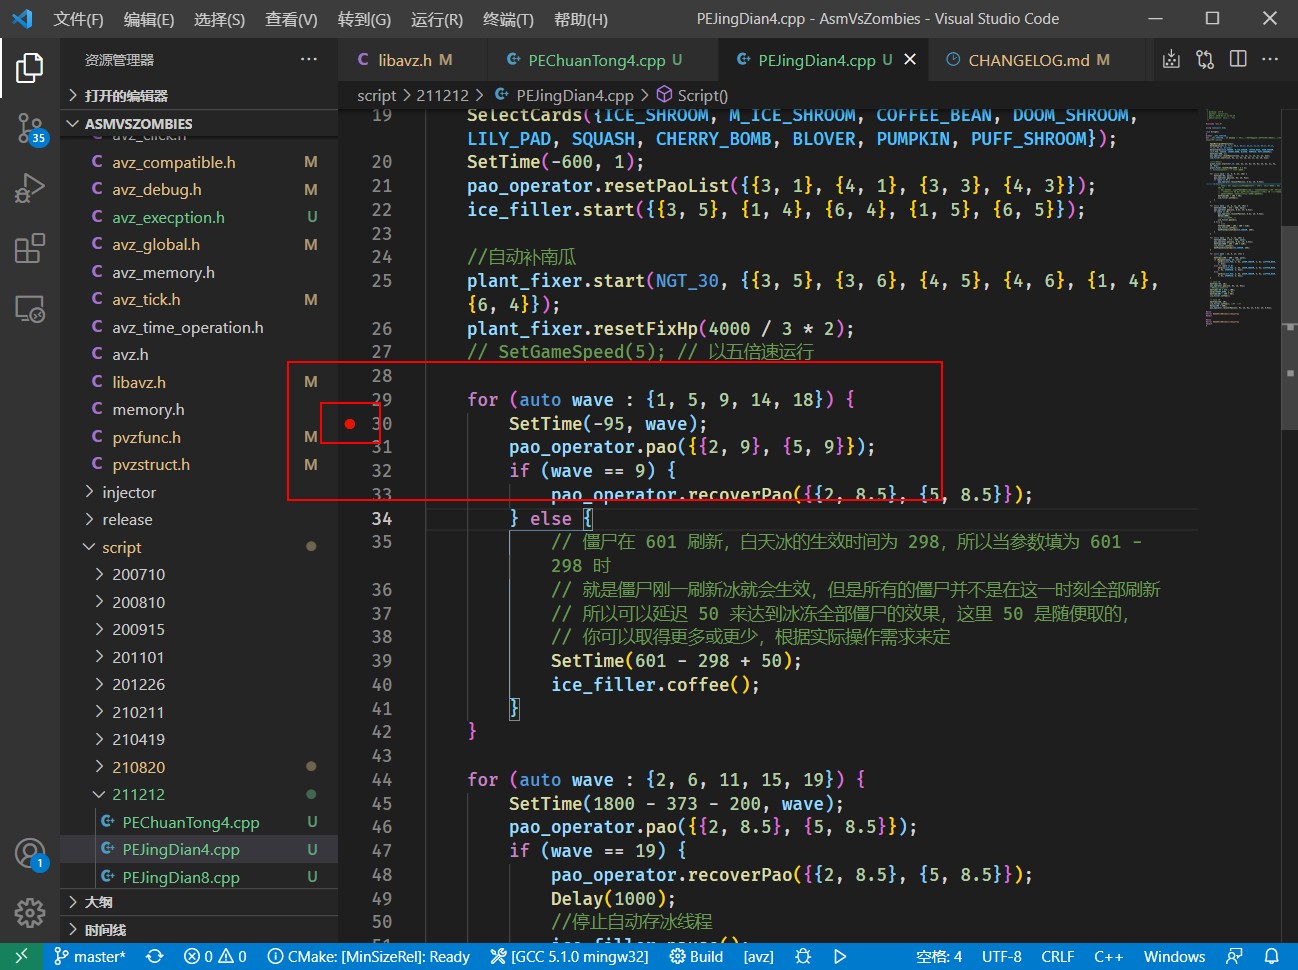 文件(F) 编辑(E) 选择(S) 查看(V) 转到(G) 运行(R) 终端(T) 帮助(H) PEJingDian4.cpp - AsmVsZombies - Visual Studio Code
资源管理器 ···
打开的编辑器
ASMVSZOMBIES
avz_click.h
avz_compatible.h M
avz_debug.h M
avz_execption.h U
avz_global.h M
avz_memory.h
avz_tick.h M
avz_time_operation.h
avz.h
libavz.h M
memory.h
pvzfunc.h M
pvzstruct.h M
injector
release
script
200710
200810
200915
201101
201226
210211
210419
210820
211212
PEChuanTong4.cpp U
PEJingDian4.cpp U
PEJingDian8.cpp U
大纲
时间线
35
1
libavz.h M PEChuanTong4.cpp U PEJingDian4.cpp U CHANGELOG.md M ···
script > 211212 > PEJingDian4.cpp > Script()
19 SelectCards({ICE_SHROOM, M_ICE_SHROOM, COFFEE_BEAN, DOOM_SHROOM,
LILY_PAD, SQUASH, CHERRY_BOMB, BLOVER, PUMPKIN, PUFF_SHROOM});
20 SetTime(-600, 1);
21 pao_operator.resetPaoList({{3, 1}, {4, 1}, {3, 3}, {4, 3}});
22 ice_filler.start({{3, 5}, {1, 4}, {6, 4}, {1, 5}, {6, 5}});
23
24 //自动补南瓜
25 plant_fixer.start(NGT_30, {{3, 5}, {3, 6}, {4, 5}, {4, 6}, {1, 4},
{6, 4}});
26 plant_fixer.resetFixHp(4000 / 3 * 2);
27 // SetGameSpeed(5); // 以五倍速运行
28
29 for (auto wave : {1, 5, 9, 14, 18}) {
30 SetTime(-95, wave);
31 pao_operator.pao({{2, 9}, {5, 9}});
32 if (wave == 9) {
33 pao_operator.recoverPao({{2, 8.5}, {5, 8.5}});
34 } else {
35 // 僵尸在 601 刷新，白天冰的生效时间为 298，所以当参数填为 601 -
298 时
36 // 就是僵尸刚一刷新冰就会生效，但是所有的僵尸并不是在这一时刻全部刷新
37 // 所以可以延迟 50 来达到冰冻全部僵尸的效果，这里 50 是随便取的，
38 // 你可以取得更多或更少，根据实际操作需求来定
39 SetTime(601 - 298 + 50);
40 ice_filler.coffee();
41 }
42 }
43
44 for (auto wave : {2, 6, 11, 15, 19}) {
45 SetTime(1800 - 373 - 200, wave);
46 pao_operator.pao({{2, 8.5}, {5, 8.5}});
47 if (wave == 19) {
48 pao_operator.recoverPao({{2, 8.5}, {5, 8.5}});
49 Delay(1000);
50 //停止自动存冰线程
51 ice_filler.pause();
master* 0 0 CMake: [MinSizeRel]: Ready [GCC 5.1.0 mingw32] Build [avz] 空格: 4 UTF-8 CRLF C++ Windows